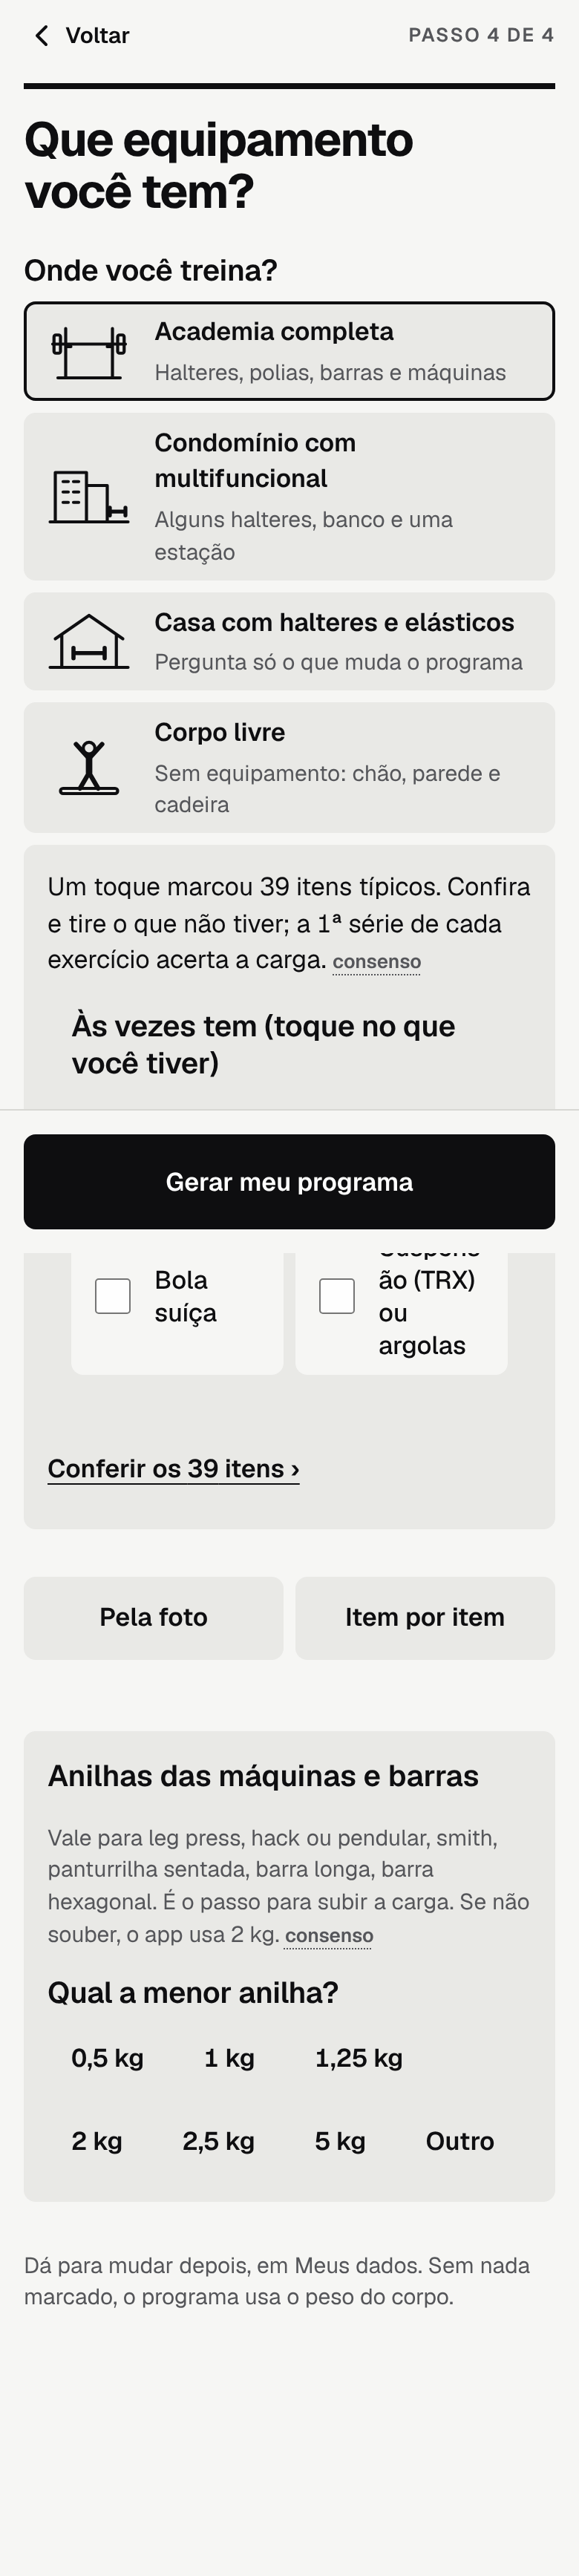 Voltar
PASSO 4 DE 4
Que equipamento
você tem?
Onde você treina?
Academia completa
Halteres, polias, barras e máquinas
Condomínio com
multifuncional
Alguns halteres, banco e uma
estação
Casa com halteres e elásticos
Pergunta só o que muda o programa
Corpo livre
Sem equipamento: chão, parede e
cadeira
Um toque marcou 39 itens típicos. Confira
e tire o que não tiver; a 1ª série de cada
exercício acerta a carga. consenso
Às vezes tem (toque no que
você tiver)
Gerar meu programa
Bola
suíça
ão (TRX)
ou
argolas
Conferir os 39 itens ›
Pela foto
Item por item
Anilhas das máquinas e barras
Vale para leg press, hack ou pendular, smith,
panturrilha sentada, barra longa, barra
hexagonal. É o passo para subir a carga. Se não
souber, o app usa 2 kg. consenso
Qual a menor anilha?
0,5 kg 1 kg 1,25 kg
2 kg 2,5 kg 5 kg Outro
Dá para mudar depois, em Meus dados. Sem nada
marcado, o programa usa o peso do corpo.